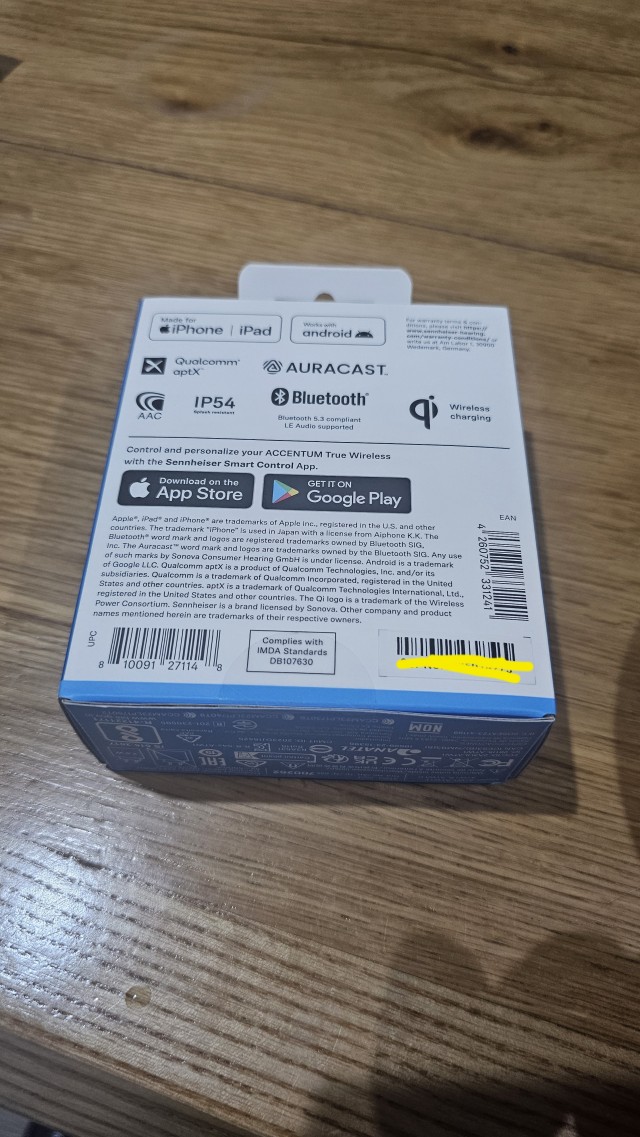 Made for
iPhone | iPad
Works with
android
For warranty terms & con-
ditions, please visit https://
www.sennheiser-hearing.
com/warranty-conditions/ or
write us at Am Labor 1, 30900
Wedemark, Germany.
Qualcomm®
aptX™
AURACAST™
AAC
IP54
Splash resistant
Bluetooth®
Bluetooth 5.3 compliant
LE Audio supported
qi
Wireless
charging
Control and personalize your ACCENTUM True Wireless
with the Sennheiser Smart Control App.
Download on the
App Store
GET IT ON
Google Play
Apple®, iPad® and iPhone® are trademarks of Apple Inc., registered in the U.S. and other
countries. The trademark "iPhone" is used in Japan with a license from Aiphone K.K. The
Bluetooth® word mark and logos are registered trademarks owned by Bluetooth SIG,
Inc. The Auracast™ word mark and logos are trademarks owned by the Bluetooth SIG. Any use
of such marks by Sonova Consumer Hearing GmbH is under license. Android is a trademark
of Google LLC. Qualcomm aptX is a product of Qualcomm Technologies, Inc. and/or its
subsidiaries. Qualcomm is a trademark of Qualcomm Incorporated, registered in the United
States and other countries. aptX is a trademark of Qualcomm Technologies International, Ltd.,
registered in the United States and other countries. The Qi logo is a trademark of the Wireless
Power Consortium. Sennheiser is a brand licensed by Sonova. Other company and product
names mentioned herein are trademarks of their respective owners.
EAN
4 260752 331241
UPC
8 10091 27114 8
Complies with
IMDA Standards
DB107630
NOM
ANATEL
CE
EAC